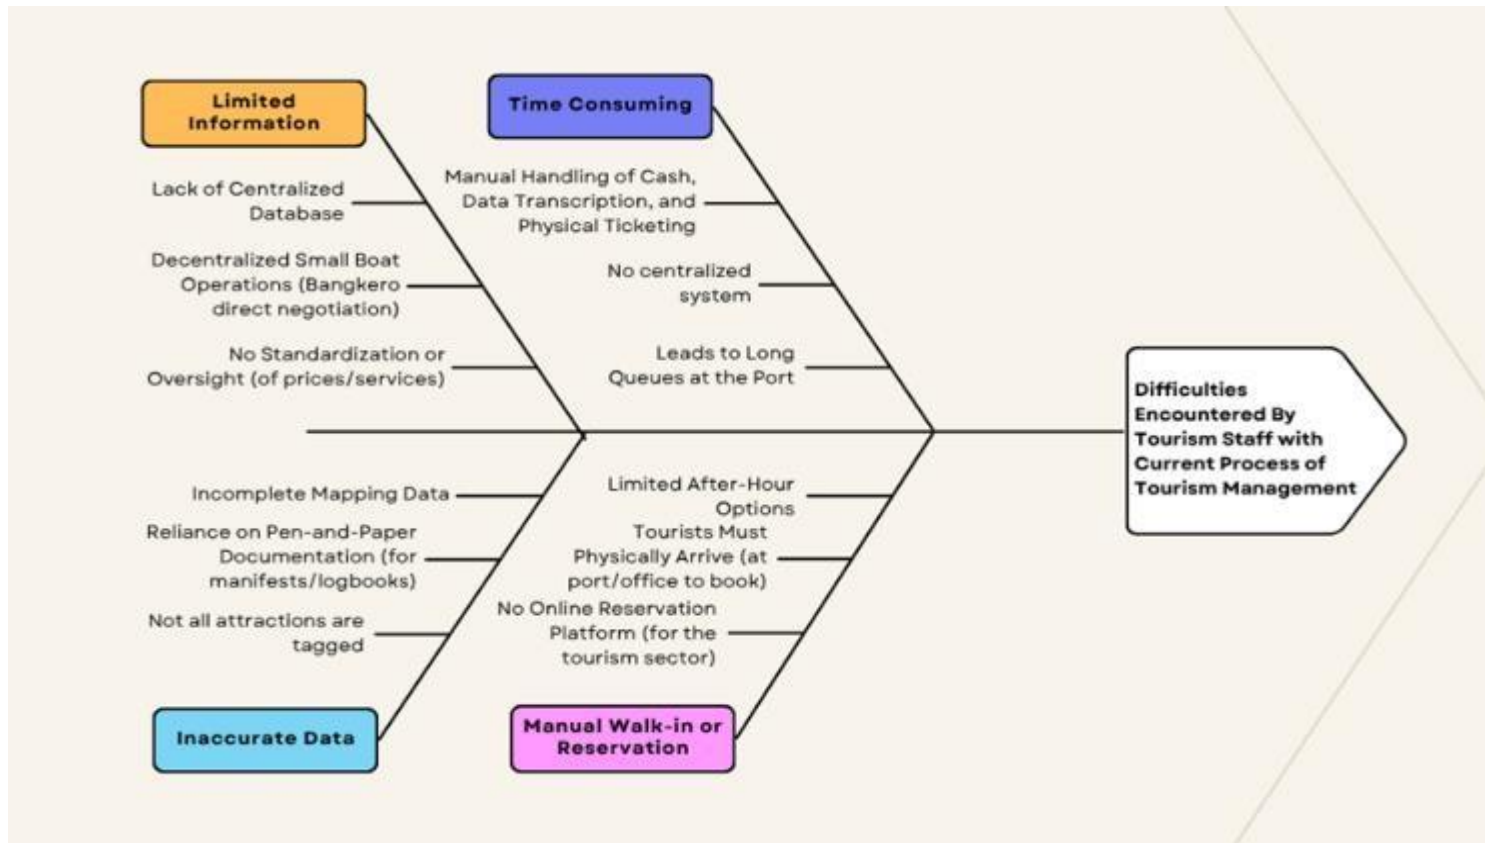 Limited
Information
Lack of Centralized
Database
Decentralized Small Boat
Operations (Bangkero
direct negotiation)
No Standardization or
Oversight (of prices/services)
Time Consuming
Manual Handling of Cash,
Data Transcription, and
Physical Ticketing
No centralized
system
Leads to Long
Queues at the Port
Incomplete Mapping Data
Reliance on Pen-and-Paper
Documentation (for
manifests/logbooks)
Not all attractions are
tagged
Inaccurate Data
Limited After-Hour
Options
Tourists Must
Physically Arrive (at
port/office to book)
No Online Reservation
Platform (for the
tourism sector)
Manual Walk-in or
Reservation
Difficulties
Encountered By
Tourism Staff with
Current Process of
Tourism Management